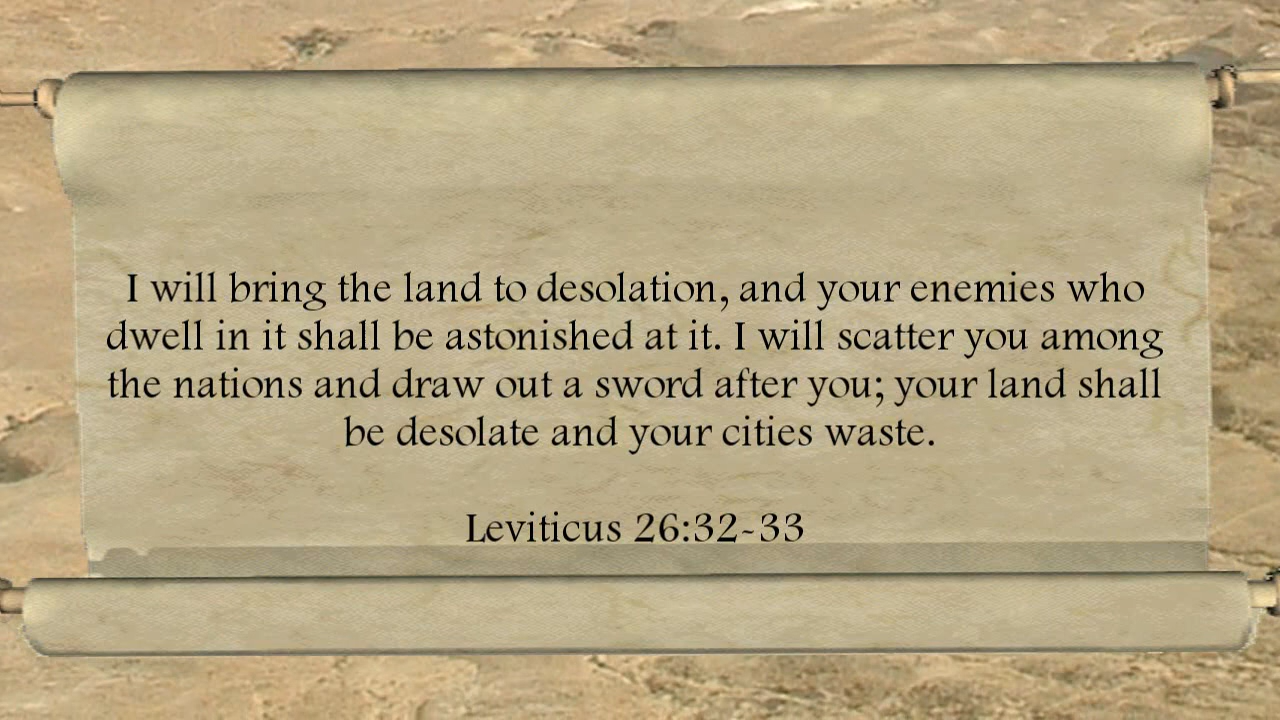 I will bring the land to desolation, and your enemies who
dwell in it shall be astonished at it. I will scatter you among
the nations and draw out a sword after you; your land shall
be desolate and your cities waste.
Leviticus 26:32-33